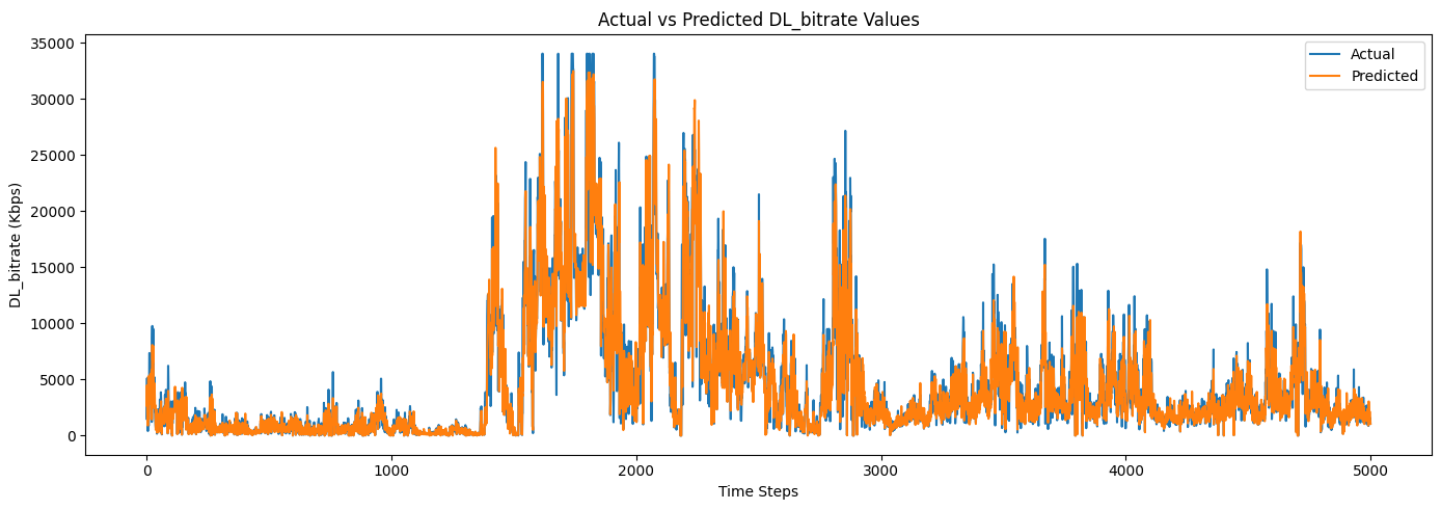 Actual vs Predicted DL_bitrate Values
Actual
Predicted
DL_bitrate (Kbps)
35000
30000
25000
20000
15000
10000
5000
0
0 1000 2000 3000 4000 5000
Time Steps